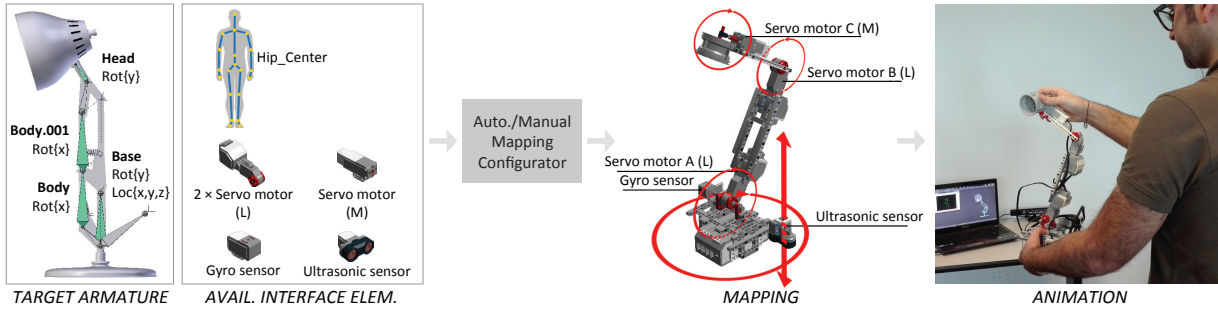 Head
Rot{y}
Body.001
Rot{x}
Base
Rot{y}
Loc{x,y,z}
Body
Rot{x}
TARGET ARMATURE
Hip_Center
2 × Servo motor
(L)
Servo motor
(M)
Gyro sensor
Ultrasonic sensor
AVAIL. INTERFACE ELEM.
Auto./Manual
Mapping
Configurator
Servo motor C (M)
Servo motor B (L)
Servo motor A (L)
Gyro sensor
Ultrasonic sensor
MAPPING
ANIMATION